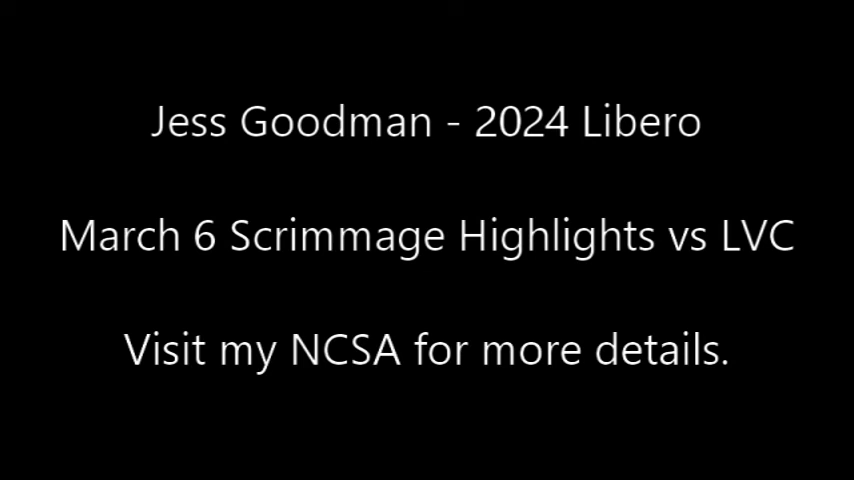 Jess Goodman - 2024 Libero
March 6 Scrimmage Highlights vs LVC
Visit my NCSA for more details.